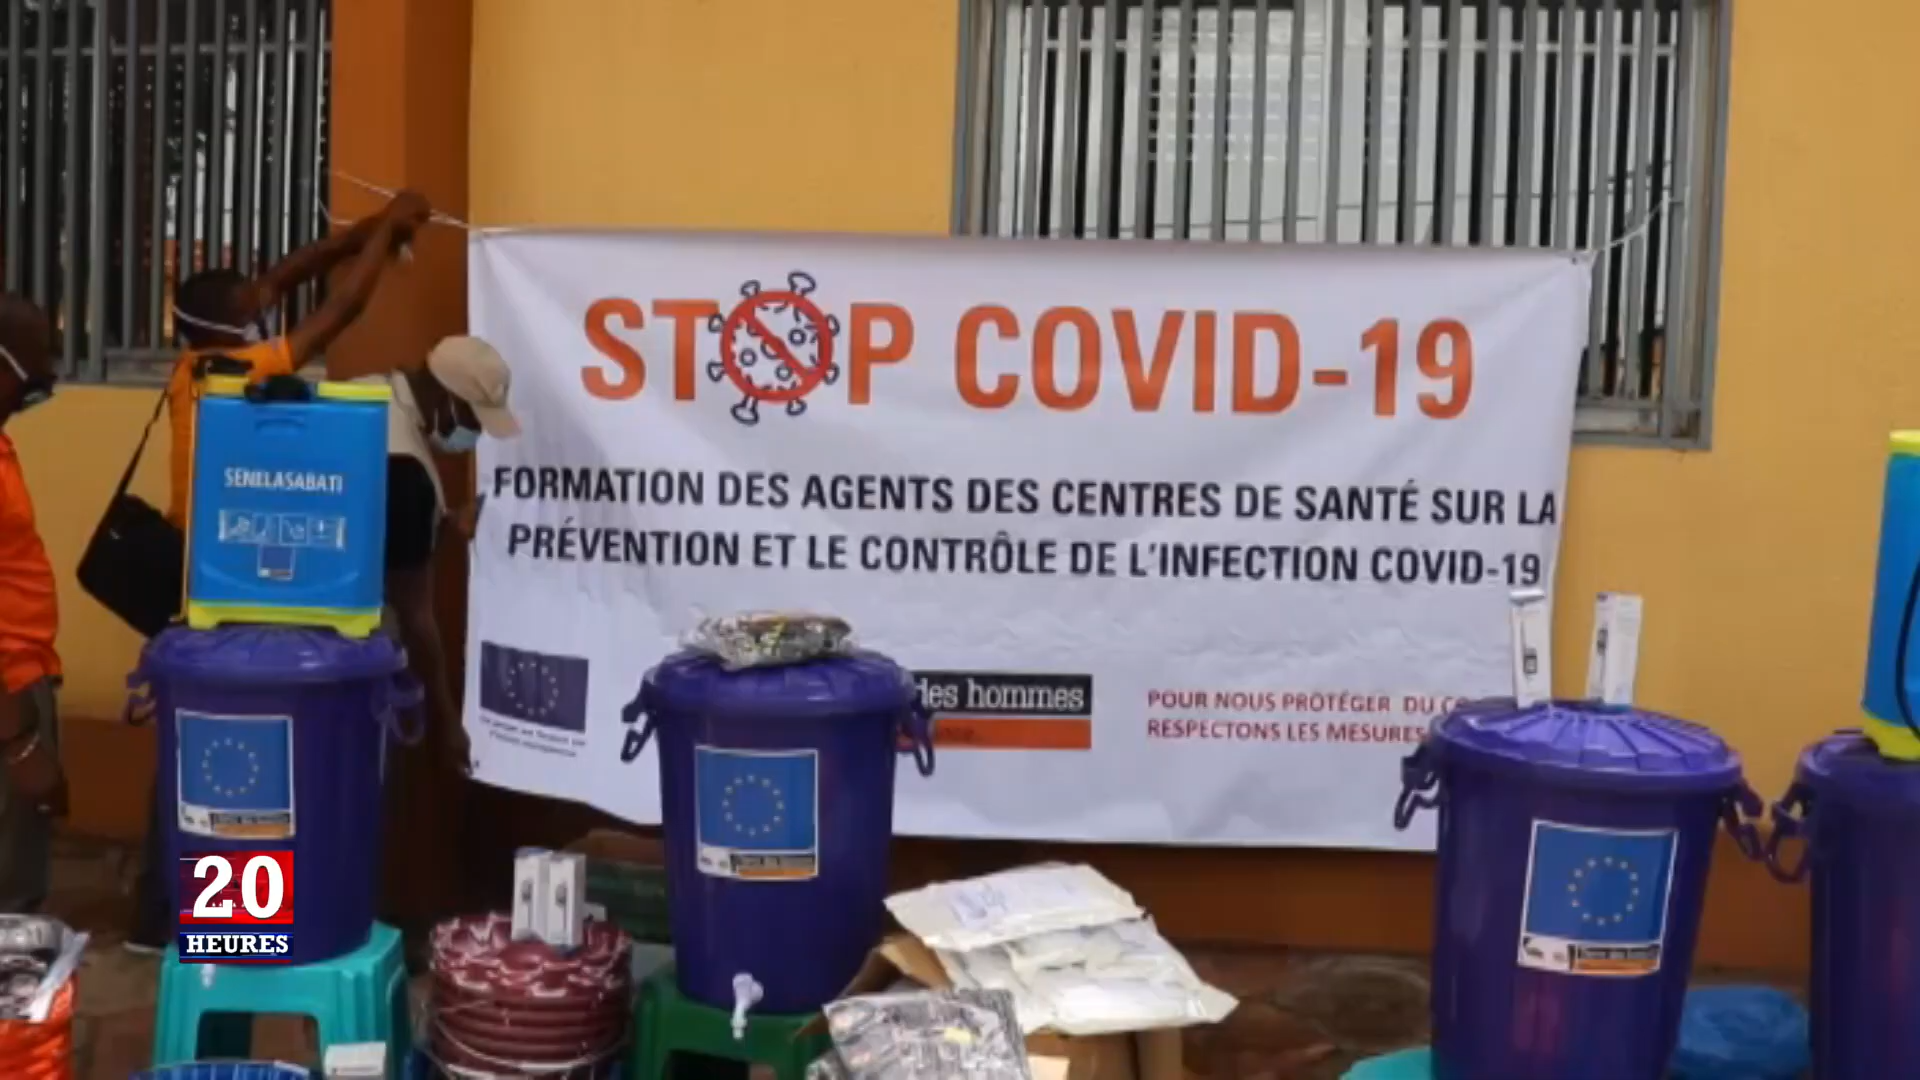 STOP COVID-19
FORMATION DES AGENTS DES CENTRES DE SANTÉ SUR LA
PRÉVENTION ET LE CONTRÔLE DE L'INFECTION COVID-19
des hommes
POUR NOUS PROTÉGER DU CO
RESPECTONS LES MESURES
SENELASABATI
20
HEURES